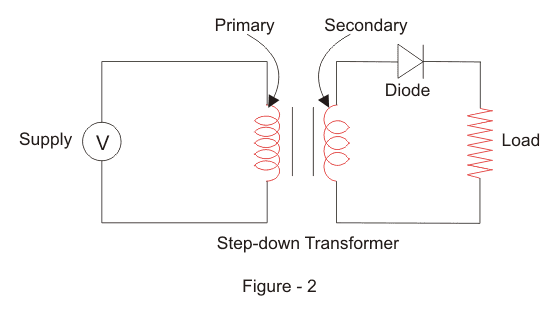 Primary
Secondary
Diode
Supply
V
Load
Step-down Transformer
Figure - 2